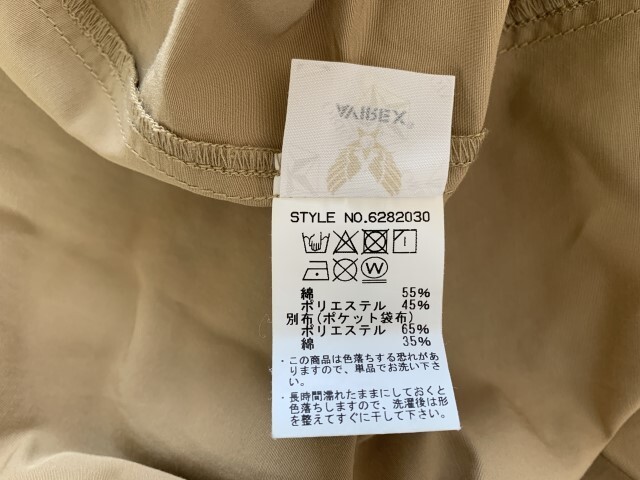 VAIREX
STYLE NO.6282030
W
綿 55%
ポリエステル 45%
別布(ポケット袋布)
ポリエステル 65%
綿 35%
・この商品は色落ちする恐れがあ
りますので、単品でお洗い下さ
い。
・長時間濡れたままにしておくと
色落ちしますので、洗濯後は形
を整えてすぐに干して下さい。